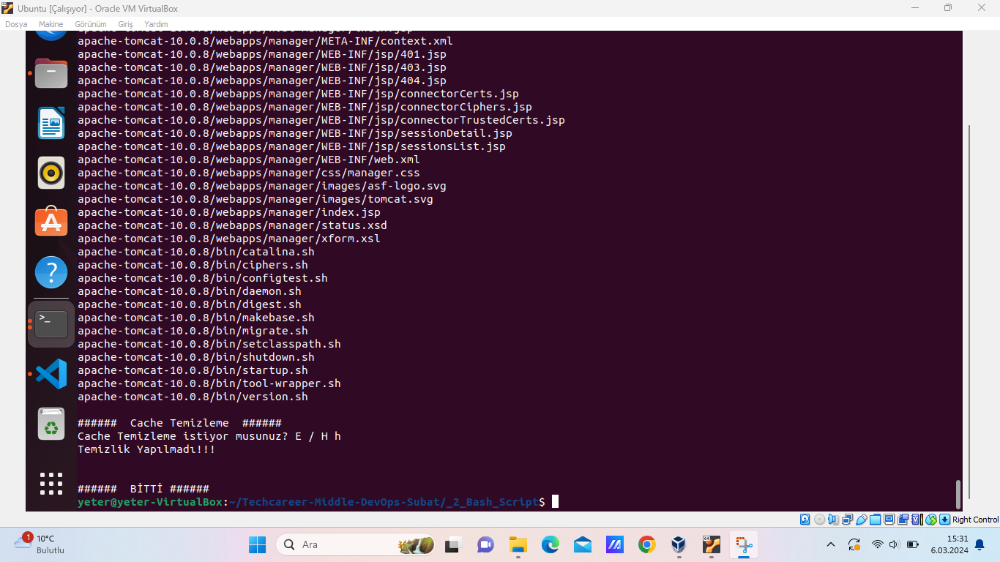 Ubuntu [Çalışıyor] - Oracle VM VirtualBox
Dosya Makine Görünüm Giriş Yardım
apache-tomcat-10.0.8/webapps/manager/META-INF/context.xml
apache-tomcat-10.0.8/webapps/manager/WEB-INF/jsp/401.jsp
apache-tomcat-10.0.8/webapps/manager/WEB-INF/jsp/403.jsp
apache-tomcat-10.0.8/webapps/manager/WEB-INF/jsp/404.jsp
apache-tomcat-10.0.8/webapps/manager/WEB-INF/jsp/connectorCerts.jsp
apache-tomcat-10.0.8/webapps/manager/WEB-INF/jsp/connectorCiphers.jsp
apache-tomcat-10.0.8/webapps/manager/WEB-INF/jsp/connectorTrustedCerts.jsp
apache-tomcat-10.0.8/webapps/manager/WEB-INF/jsp/sessionDetail.jsp
apache-tomcat-10.0.8/webapps/manager/WEB-INF/jsp/sessionsList.jsp
apache-tomcat-10.0.8/webapps/manager/WEB-INF/web.xml
apache-tomcat-10.0.8/webapps/manager/css/manager.css
apache-tomcat-10.0.8/webapps/manager/images/asf-logo.svg
apache-tomcat-10.0.8/webapps/manager/images/tomcat.svg
apache-tomcat-10.0.8/webapps/manager/index.jsp
apache-tomcat-10.0.8/webapps/manager/status.xsd
apache-tomcat-10.0.8/webapps/manager/xform.xsl
apache-tomcat-10.0.8/bin/catalina.sh
apache-tomcat-10.0.8/bin/ciphers.sh
apache-tomcat-10.0.8/bin/configtest.sh
apache-tomcat-10.0.8/bin/daemon.sh
apache-tomcat-10.0.8/bin/digest.sh
apache-tomcat-10.0.8/bin/makebase.sh
apache-tomcat-10.0.8/bin/migrate.sh
apache-tomcat-10.0.8/bin/setclasspath.sh
apache-tomcat-10.0.8/bin/shutdown.sh
apache-tomcat-10.0.8/bin/startup.sh
apache-tomcat-10.0.8/bin/tool-wrapper.sh
apache-tomcat-10.0.8/bin/version.sh
###### Cache Temizleme ######
Cache Temizleme istiyor musunuz? E / H h
Temizlik Yapılmadı!!!
###### BİTTİ ######
yeter@yeter-VirtualBox:~/Techcareer-Middle-DevOps-Subat/_2_Bash_Script$
Right Control
1
10°C
Bulutlu
Ara
15:31
6.03.2024